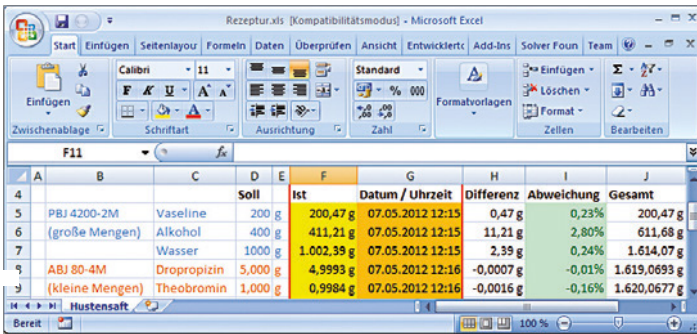 Rezeptur.xls [Kompatibilitätsmodus] - Microsoft Excel
Start Einfügen Seitenlayou Formeln Daten Überprüfen Ansicht Entwicklertc Add-Ins Solver Foun Team
Einfügen
Calibri 11
F K U A A
Standard
% 000
,00 ,00
Formatvorlagen
Einfügen
Löschen
Format
Σ
Zwischenablage Schriftart Ausrichtung Zahl Zellen Bearbeiten
F11 fx
A B C D E F G H I J
4 Soll Ist Datum / Uhrzeit Differenz Abweichung Gesamt
5 PBJ 4200-2M Vaseline 200 g 200,47 g 07.05.2012 12:15 0,47 g 0,23% 200,47 g
6 (große Mengen) Alkohol 400 g 411,21 g 07.05.2012 12:15 11,21 g 2,80% 611,68 g
7 Wasser 1000 g 1.002,39 g 07.05.2012 12:15 2,39 g 0,24% 1.614,07 g
ABJ 80-4M Dropropizin 5,000 g 4,9993 g 07.05.2012 12:16 -0,0007 g -0,01% 1.619,0693 g
(kleine Mengen) Theobromin 1,000 g 0,9984 g 07.05.2012 12:16 -0,0016 g -0,16% 1.620,0677 g
Hustensaft
Bereit 100 %